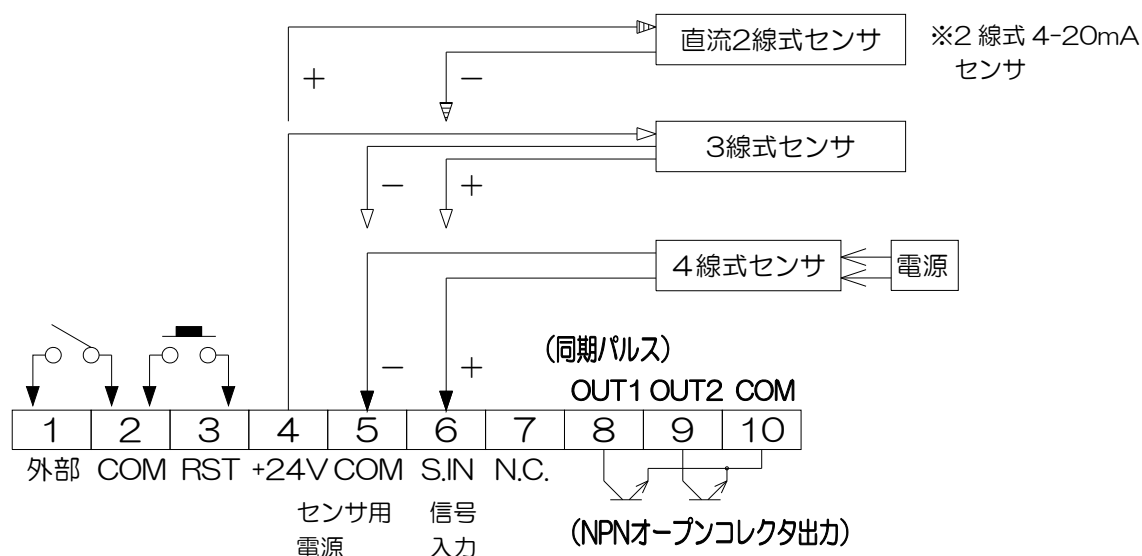 直流2線式センサ
※2 線式 4-20mA
センサ
+
−
3線式センサ
−
+
4線式センサ
電源
−
+
(同期パルス)
OUT1 OUT2 COM
1 2 3 4 5 6 7 8 9 10
外部 COM RST +24V COM S.IN N.C.
センサ用 信号
電源 入力
(NPNオープンコレクタ出力)